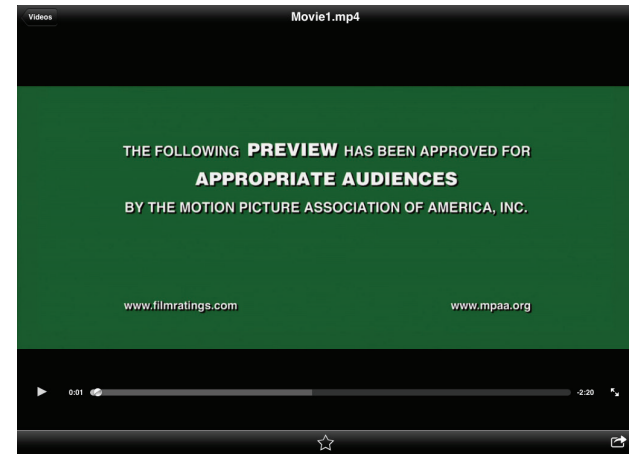 Videos
Movie1.mp4
THE FOLLOWING PREVIEW HAS BEEN APPROVED FOR
APPROPRIATE AUDIENCES
BY THE MOTION PICTURE ASSOCIATION OF AMERICA, INC.
www.filmratings.com www.mpaa.org
0:01 -2:20